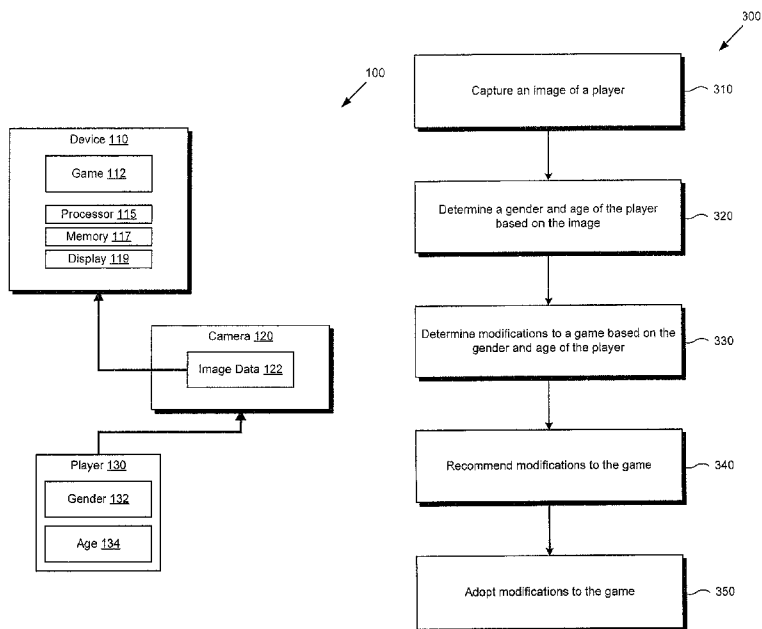 100
Device 110
Game 112
Processor 115
Memory 117
Display 119
Camera 120
Image Data 122
Player 130
Gender 132
Age 134
300
Capture an image of a player
310
Determine a gender and age of the player
based on the image
320
Determine modifications to a game based on the
gender and age of the player
330
Recommend modifications to the game
340
Adopt modifications to the game
350